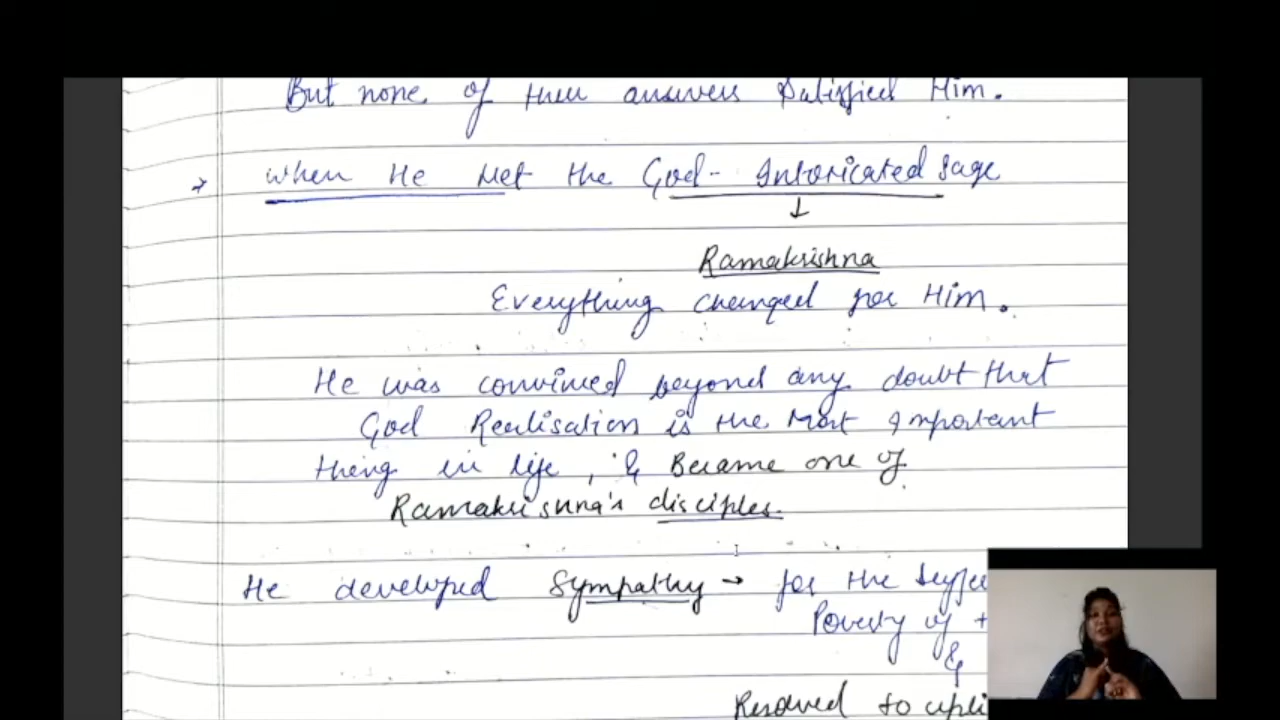 But none of their answers Satisfied Him.
→ When He Met the God- Intoxicated Sage
↓
Ramakrishna
Everything changed for Him.
He was convinced beyond any doubt that
God Realisation is the Most Important
thing in life, & Became one of
Ramakrishna's disciples.
He developed Sympathy → for the
Poverty of
&
Resolved to